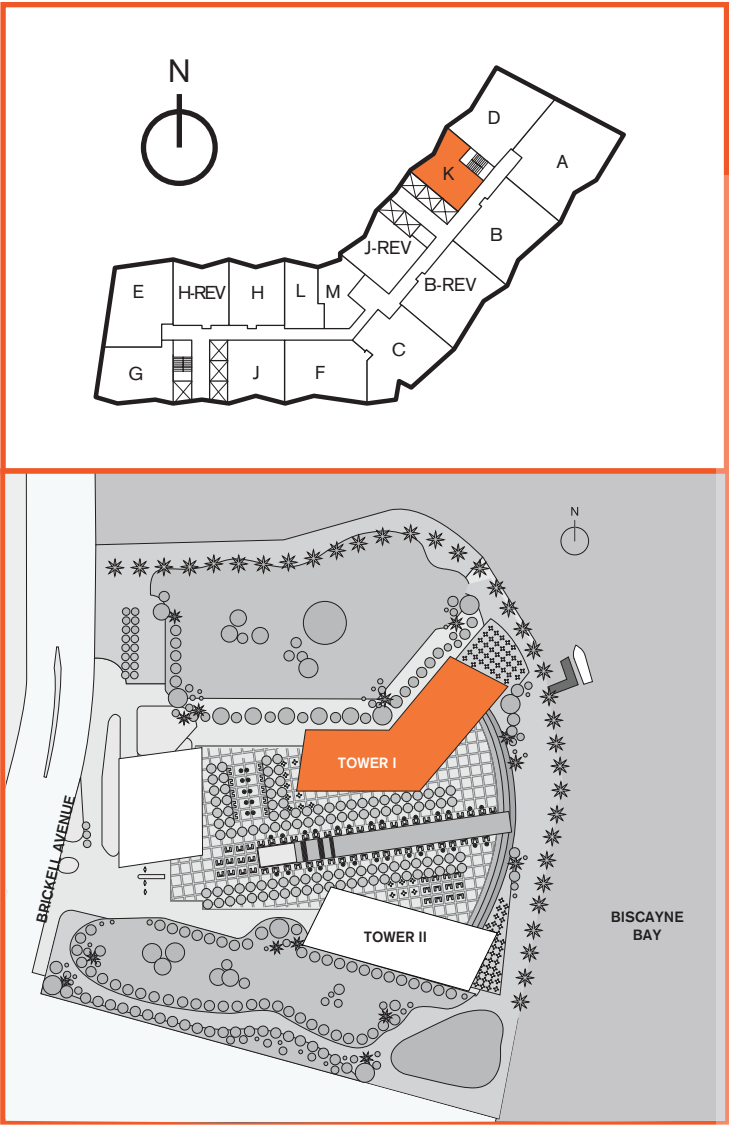 N
D
A
K
B
J-REV
B-REV
E
H-REV
H
L
M
C
G
J
F
N
TOWER I
BRICKELL AVENUE
TOWER II
BISCAYNE
BAY